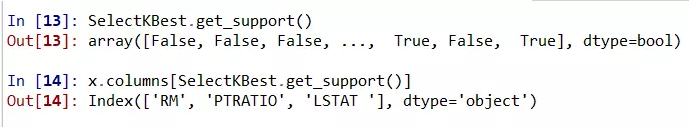 In [13]: SelectKBest.get_support()
Out[13]: array([False, False, False, ...,  True, False,  True], dtype=bool)
In [14]: x.columns[SelectKBest.get_support()]
Out[14]: Index(['RM', 'PTRATIO', 'LSTAT '], dtype='object')